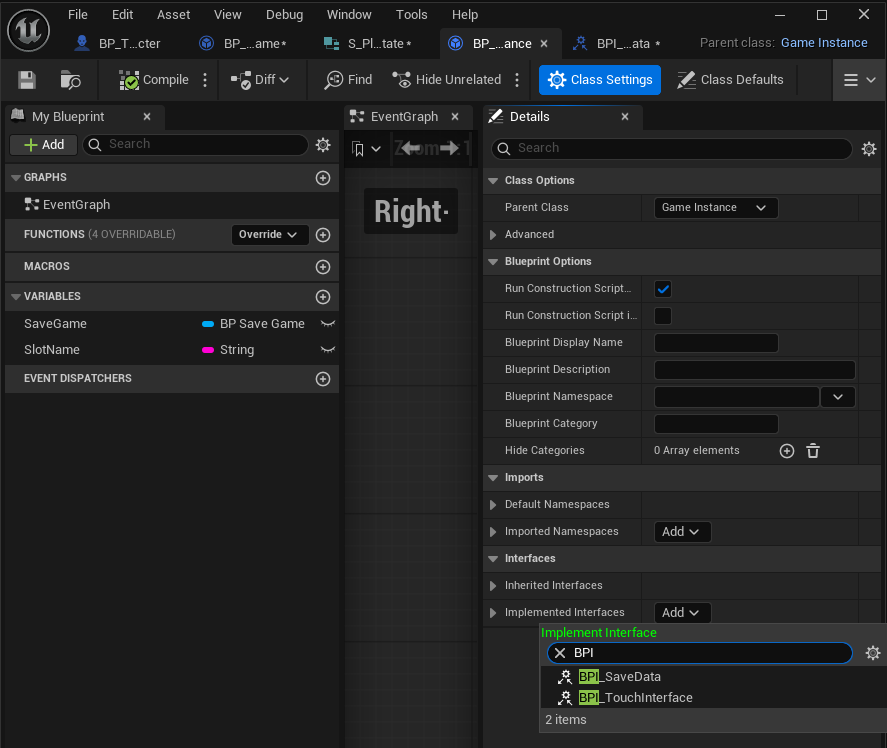 File Edit Asset View Debug Window Tools Help
BP_T...cter BP_...ame* S_Pl...tate* BP_...ance BPI_...ata * Parent class: Game Instance
Compile Diff Find Hide Unrelated Class Settings Class Defaults
My Blueprint EventGraph Details
Add Search
Search
GRAPHS
EventGraph
FUNCTIONS (4 OVERRIDABLE) Override
MACROS
VARIABLES
SaveGame BP Save Game
SlotName String
EVENT DISPATCHERS
Right-
Class Options
Parent Class Game Instance
Advanced
Blueprint Options
Run Construction Script...
Run Construction Script i...
Blueprint Display Name
Blueprint Description
Blueprint Namespace
Blueprint Category
Hide Categories 0 Array elements
Imports
Default Namespaces
Imported Namespaces Add
Interfaces
Inherited Interfaces
Implemented Interfaces Add
Implement Interface
BPI
BPI_SaveData
BPI_TouchInterface
2 items